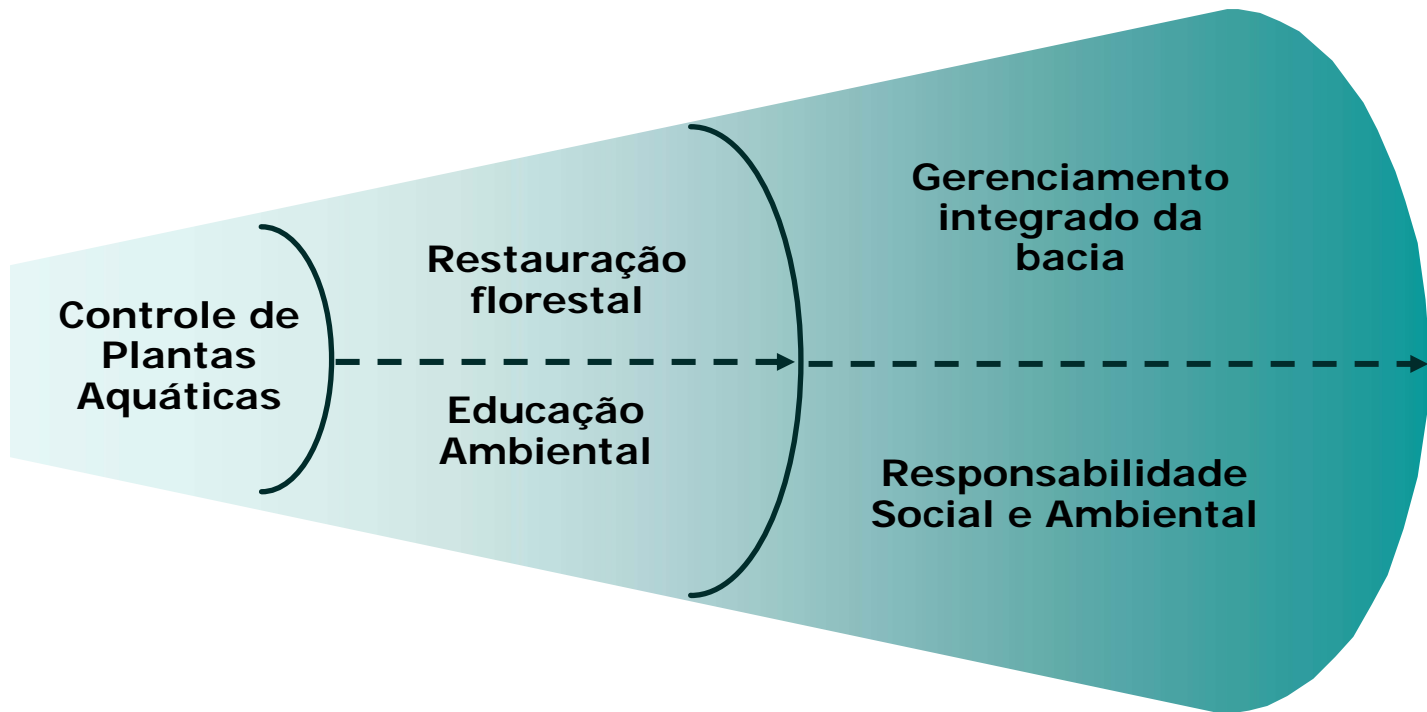 Controle de
Plantas
Aquáticas
Restauração
florestal
Educação
Ambiental
Gerenciamento
integrado da
bacia
Responsabilidade
Social e Ambiental